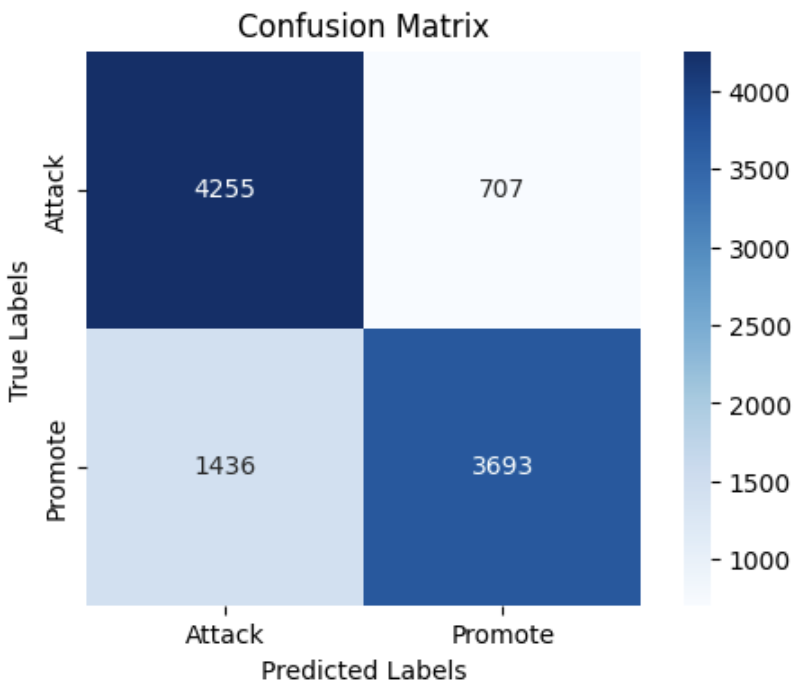 Confusion Matrix
True Labels
Attack
4255
707
Promote
1436
3693
Attack
Promote
Predicted Labels
4000
3500
3000
2500
2000
1500
1000